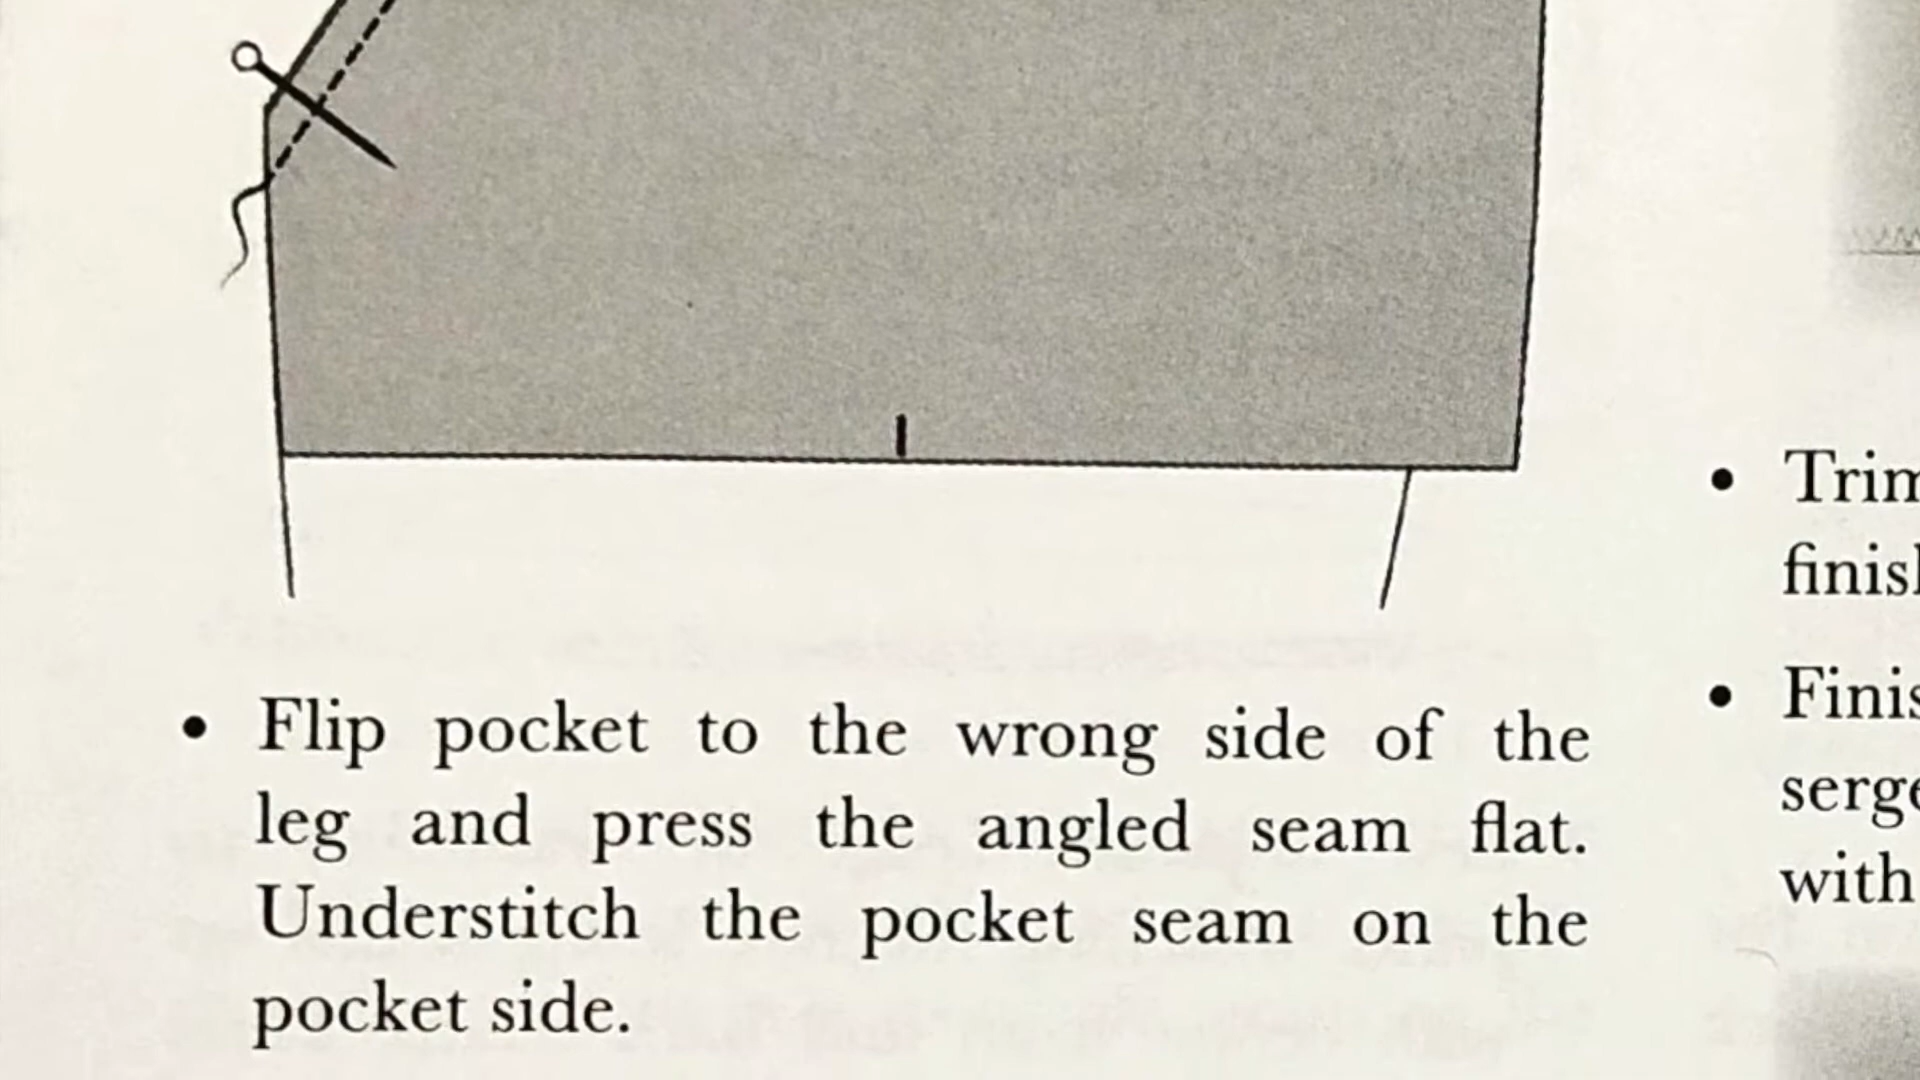 • Flip pocket to the wrong side of the
leg and press the angled seam flat.
Understitch the pocket seam on the
pocket side.
• Trim
with